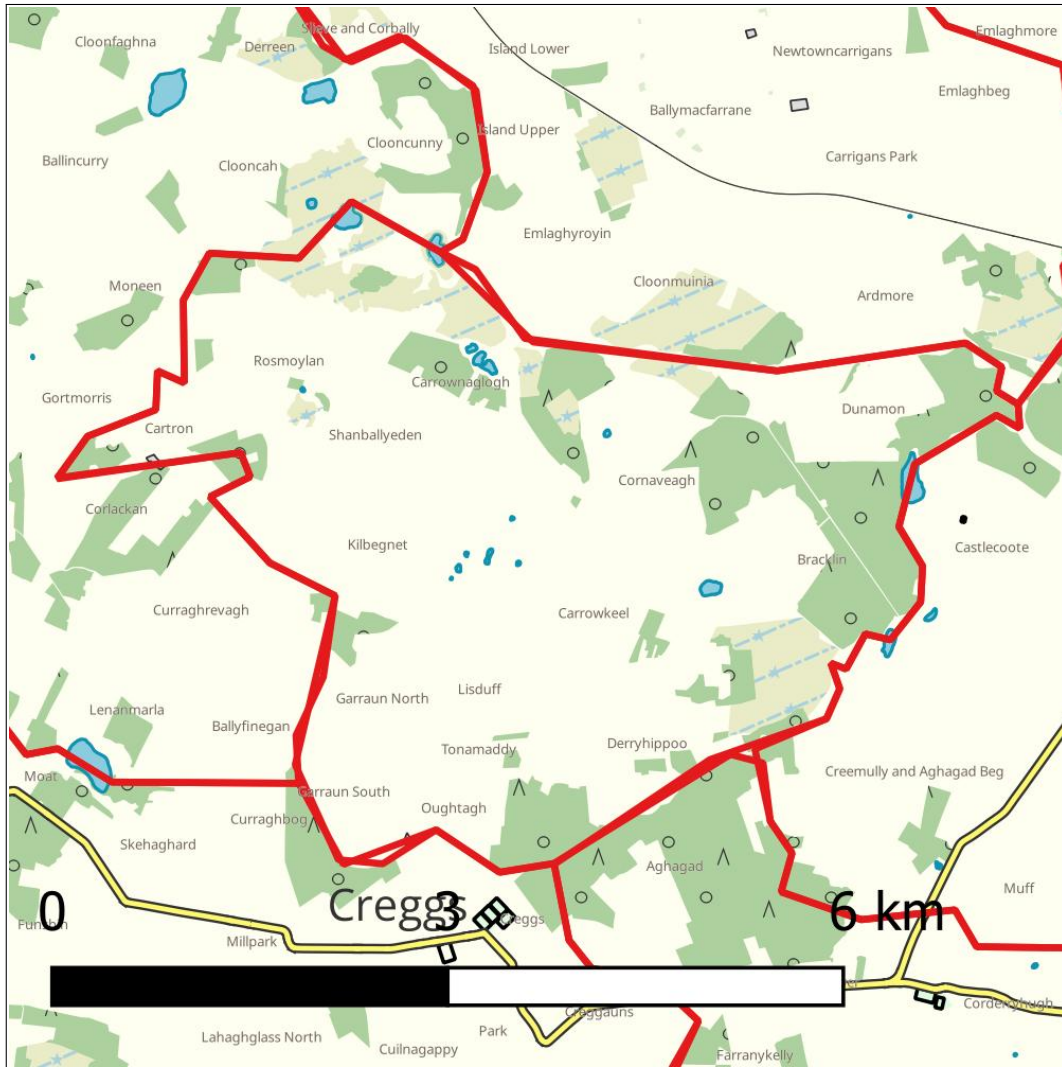 Slieve and Corbally
Cloonfaghna
Derreen
Island Lower
Newtowncarrigans
Emlaghmore
Emlaghbeg
Ballymacfarrane
Island Upper
Clooncunny
Ballincurry
Clooncah
Carrigans Park
Emlaghyroyin
Moneen
Cloonmuinia
Ardmore
Rosmoylan
Carrownaglogh
Gortmorris
Dunamon
Cartron
Shanballyeden
Cornaveagh
Corlackan
Kilbegnet
Castlecoote
Bracklin
Curraghrevagh
Carrowkeel
Garraun North
Lisduff
Lenanmarla
Ballyfinegan
Tonamaddy
Derryhippoo
Moat
Creemully and Aghagad Beg
Garraun South
Curraghbog
Oughtagh
Skehaghard
Aghagad
Muff
Creggs
0 3 6 km
Creggs
Millpark
Corderryhugh
Creggauns
Lahaghglass North
Park
Cuilnagappy
Farranykelly